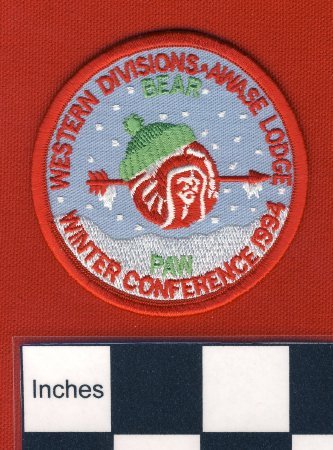 WESTERN DIVISIONS • AWASE LODGE
BEAR
PAW
WINTER CONFERENCE 1994
Inches